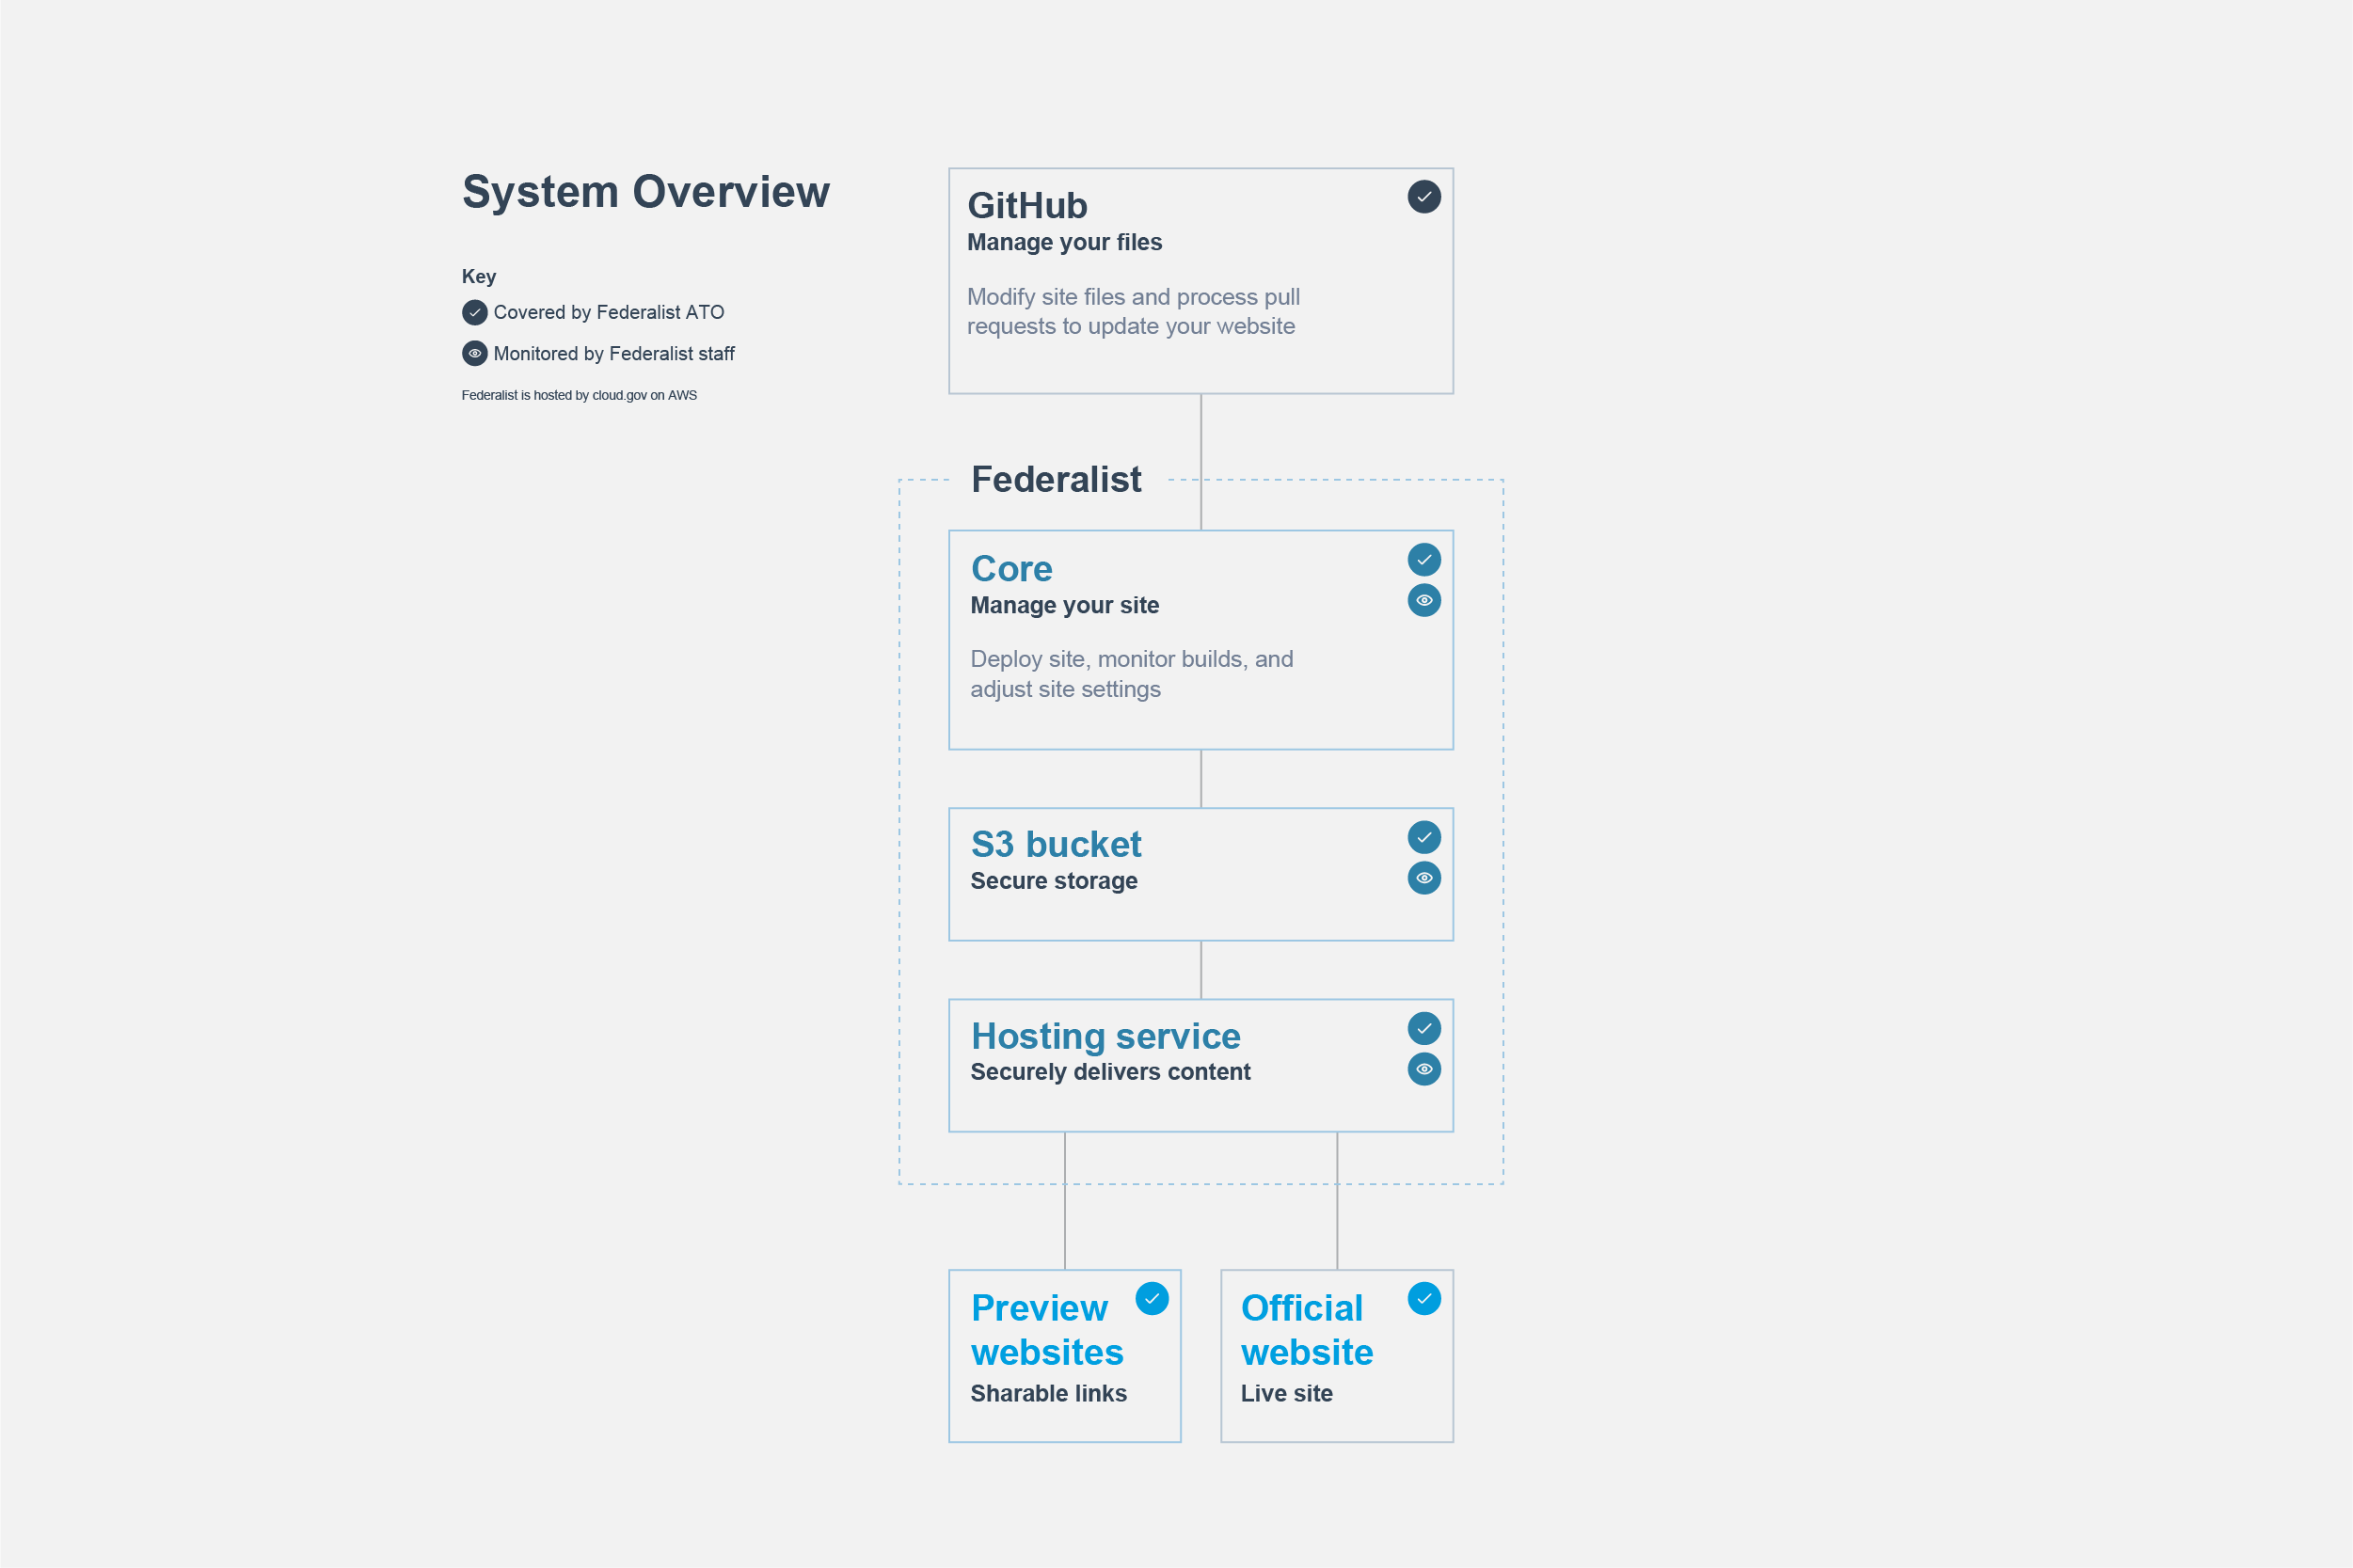 System Overview
Key
Covered by Federalist ATO
Monitored by Federalist staff
Federalist is hosted by cloud.gov on AWS
GitHub
Manage your files
Modify site files and process pull
requests to update your website
Federalist
Core
Manage your site
Deploy site, monitor builds, and
adjust site settings
S3 bucket
Secure storage
Hosting service
Securely delivers content
Preview
websites
Sharable links
Official
website
Live site